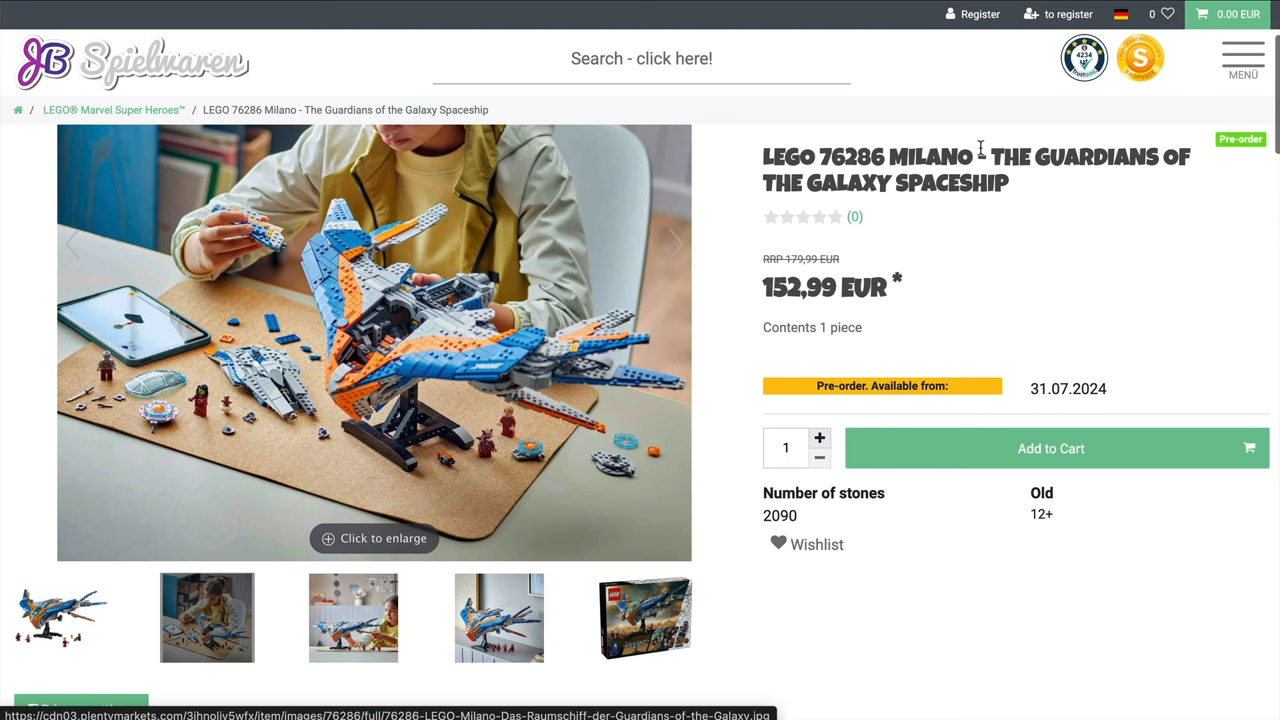 Register
to register
0
0.00 EUR
JB Spielwaren
Search - click here!
4234
S
MENÜ
/ LEGO® Marvel Super Heroes™ / LEGO 76286 Milano - The Guardians of the Galaxy Spaceship
Pre-order
LEGO 76286 MILANO - THE GUARDIANS OF
THE GALAXY SPACESHIP
(0)
RRP 179,99 EUR
152,99 EUR *
Contents 1 piece
Pre-order. Available from:
31.07.2024
1
+
−
Add to Cart
Number of stones
Old
2090
12+
Wishlist
Click to enlarge
LEGO
https://cdn03.plentymarkets.com/3ihnoliy5wfx/item/images/76286/full/76286-LEGO-Milano-Das-Raumschiff-der-Guardians-of-the-Galaxy.jpg